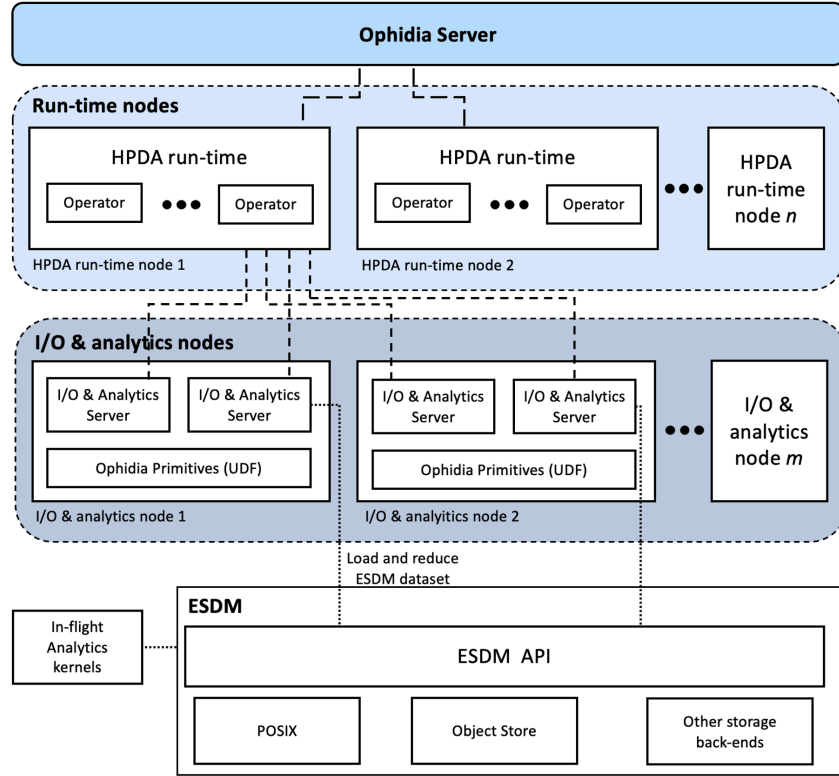 Ophidia Server
Run-time nodes
HPDA run-time
Operator
Operator
HPDA run-time node 1
HPDA run-time
Operator
Operator
HPDA run-time node 2
HPDA
run-time
node n
I/O & analytics nodes
I/O & Analytics
Server
I/O & Analytics
Server
Ophidia Primitives (UDF)
I/O & analytics node 1
I/O & Analytics
Server
I/O & Analytics
Server
Ophidia Primitives (UDF)
I/O & analyitics node 2
I/O &
analytics
node m
Load and reduce
ESDM dataset
In-flight
Analytics
kernels
ESDM
ESDM API
POSIX
Object Store
Other storage
back-ends